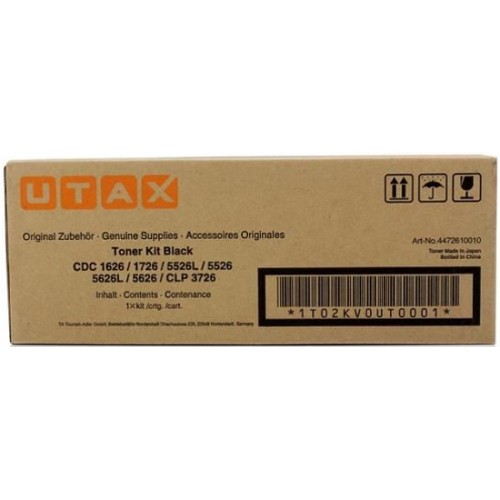 UTAX
Original Zubehör · Genuine Supplies · Accessoires Originales
Toner Kit Black
CDC 1626 / 1726 / 5526L / 5526
5626L / 5626 / CLP 3726
Inhalt · Contents · Contenance
1×kit /crtg. /cart.
Art-No.4472610010
Toner Made in Japan
Bottled in China
*1T02KV0UT0001*